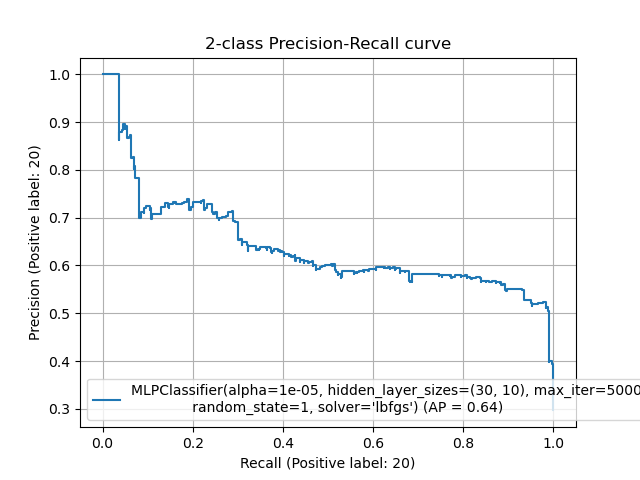 2-class Precision-Recall curve
1.0
0.9
0.8
0.7
0.6
0.5
0.4
0.3
Precision (Positive label: 20)
MLPClassifier(alpha=1e-05, hidden_layer_sizes=(30, 10), max_iter=5000
random_state=1, solver='lbfgs') (AP = 0.64)
0.0 0.2 0.4 0.6 0.8 1.0
Recall (Positive label: 20)